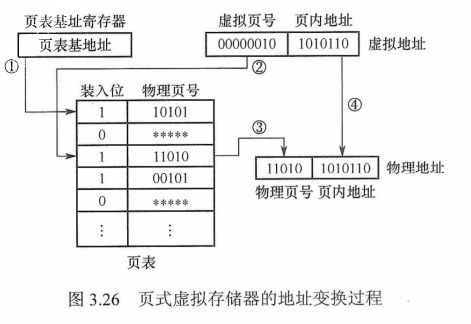 页表基址寄存器
页表基地址
①
虚拟页号 页内地址
00000010 1010110 虚拟地址
②
④
装入位 物理页号
1 10101
0 *****
1 11010
1 00101
0 *****
⋮ ⋮
页表
③
11010 1010110 物理地址
物理页号 页内地址
图 3.26 页式虚拟存储器的地址变换过程